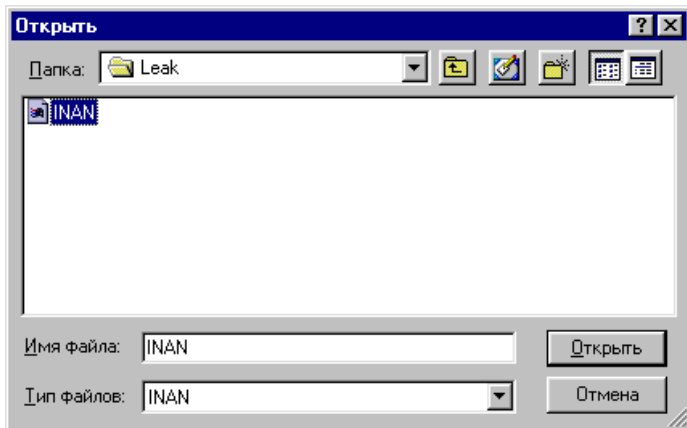 Открыть
Папка: Leak
INAN
Имя файла: INAN Открыть
Тип файлов: INAN Отмена